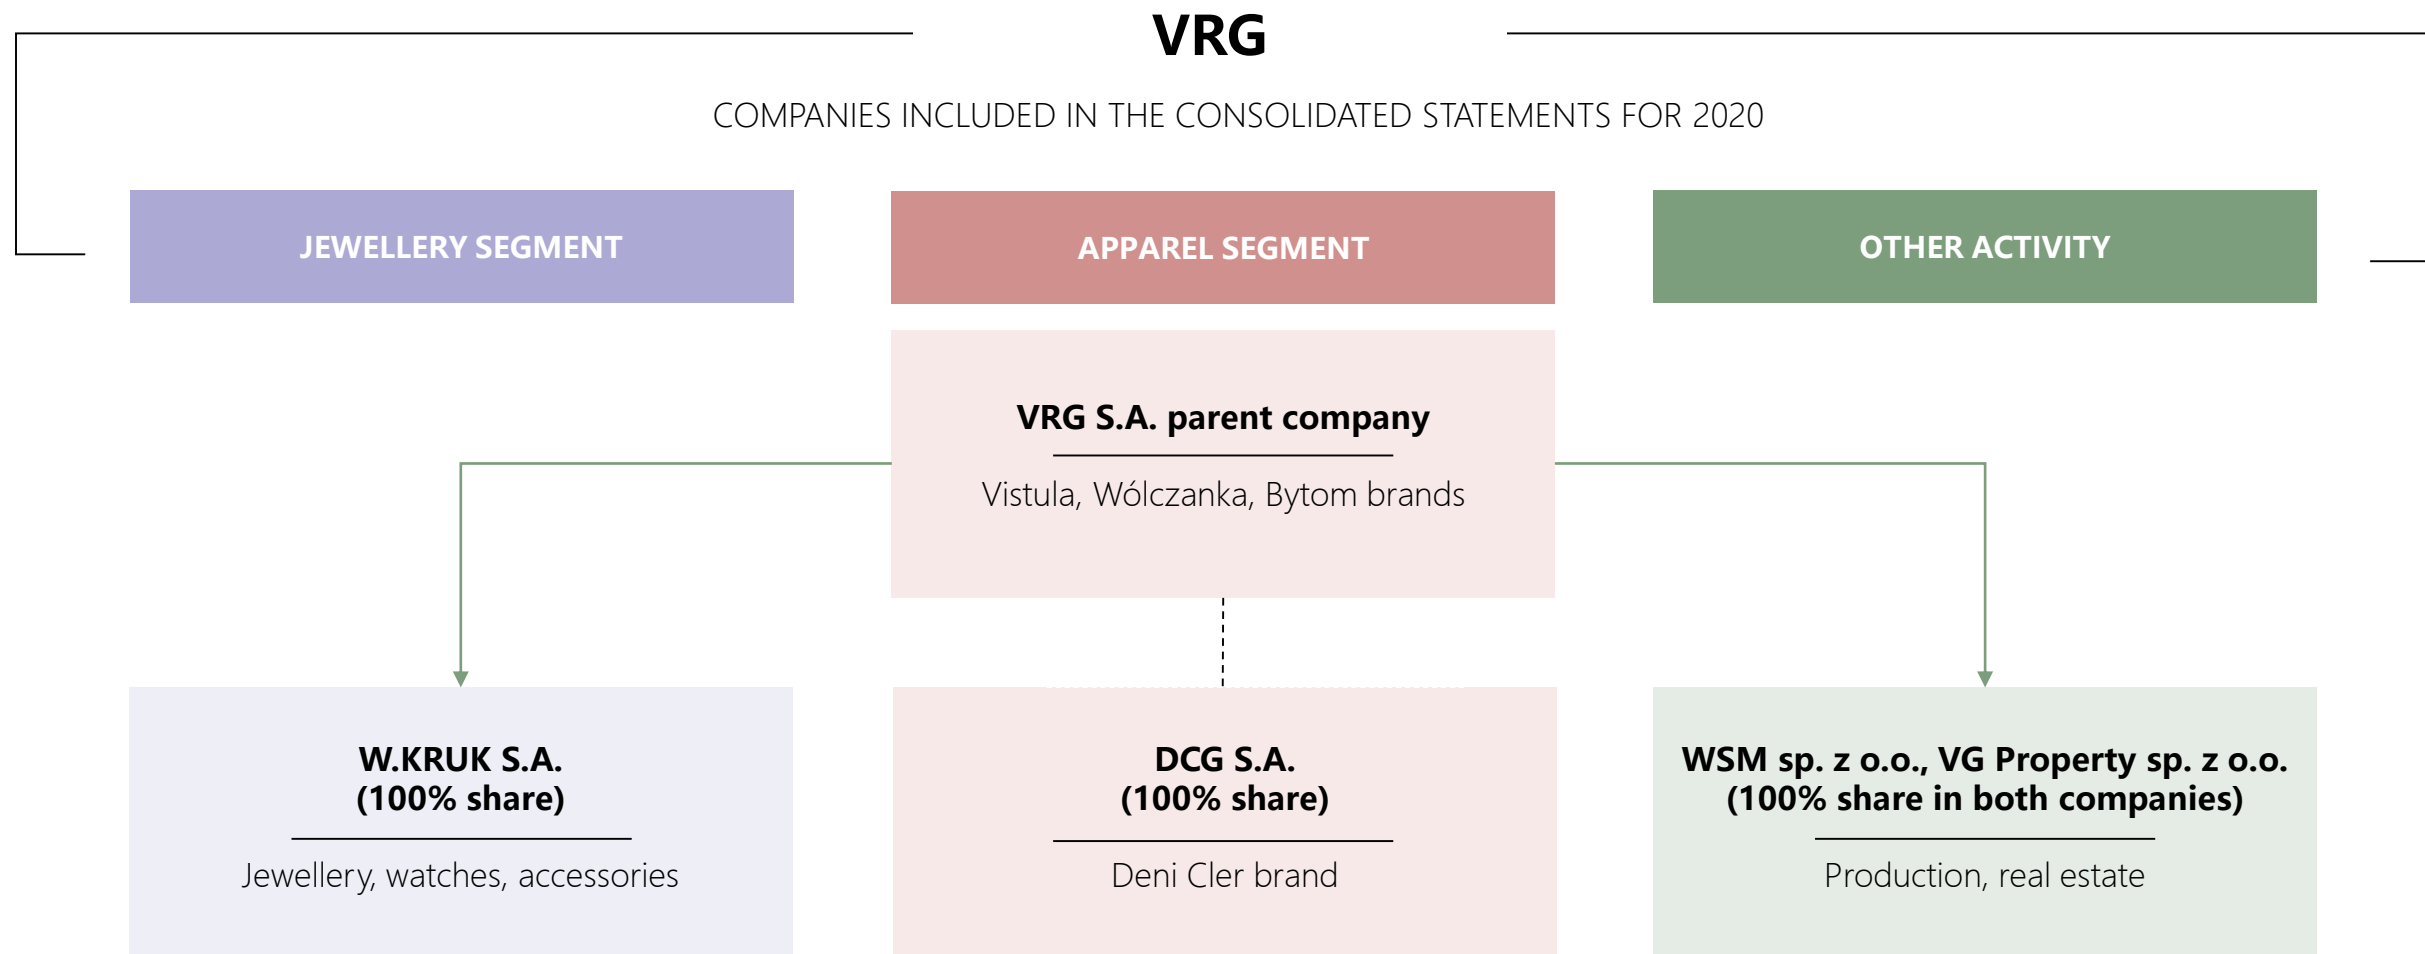 VRG
COMPANIES INCLUDED IN THE CONSOLIDATED STATEMENTS FOR 2020
JEWELLERY SEGMENT
APPAREL SEGMENT
OTHER ACTIVITY
VRG S.A. parent company
Vistula, Wólczanka, Bytom brands
W.KRUK S.A.
(100% share)
Jewellery, watches, accessories
DCG S.A.
(100% share)
Deni Cler brand
WSM sp. z o.o., VG Property sp. z o.o.
(100% share in both companies)
Production, real estate